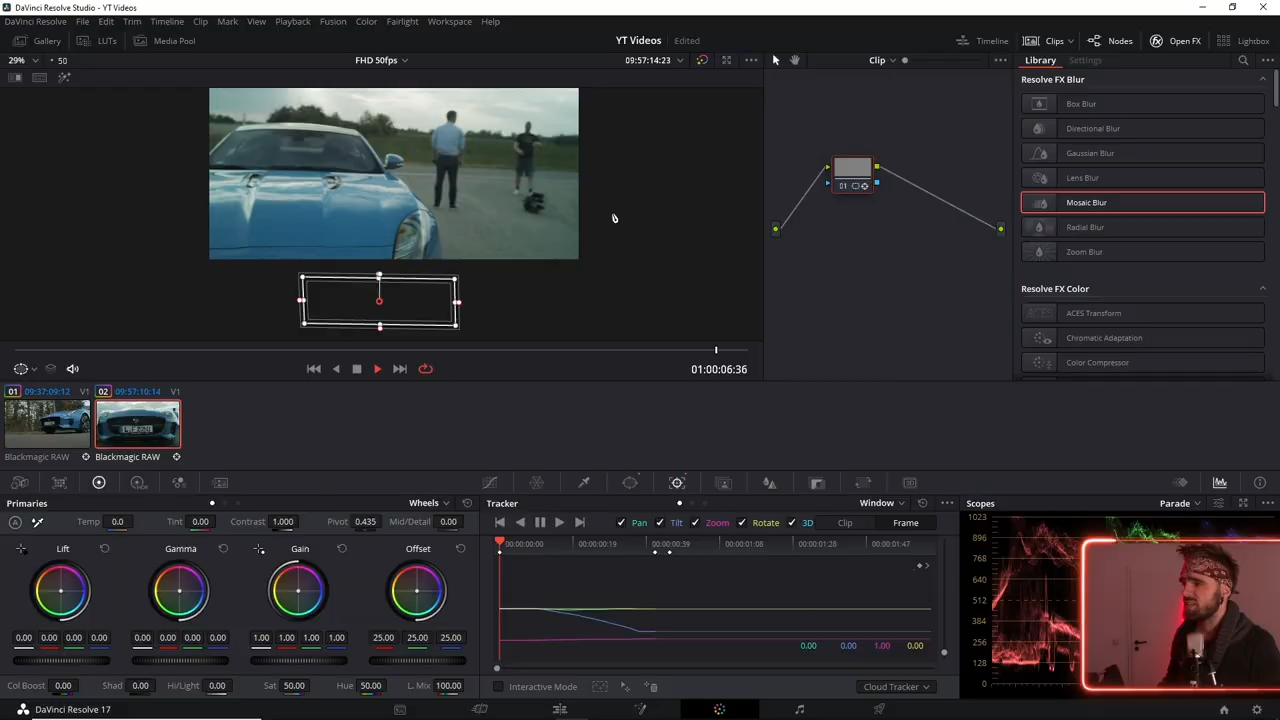 DaVinci Resolve Studio - YT Videos
DaVinci Resolve File Edit Trim Timeline Clip Mark View Playback Fusion Color Fairlight Workspace Help
Gallery LUTs Media Pool YT Videos Edited Timeline Clips Nodes Open FX Lightbox
29% 50 FHD 50fps 09:57:14:23 Clip Library Settings
Resolve FX Blur
Box Blur
Directional Blur
Gaussian Blur
Lens Blur
Mosaic Blur
Radial Blur
Zoom Blur
01
Resolve FX Color
ACES Transform
Chromatic Adaptation
Color Compressor
01:00:06:36
01 09:37:09:12 V1 02 09:57:10:14 V1
Blackmagic RAW Blackmagic RAW
Primaries Wheels Tracker Window Scopes Parade
Temp 0.0 Tint 0.00 Contrast 1.000 Pivot 0.435 Mid/Detail 0.00
Pan Tilt Zoom Rotate 3D Clip Frame
Lift Gamma Gain Offset
00:00:00:00 00:00:00:19 00:00:00:39 00:00:01:08 00:00:01:28 00:00:01:47
0.00 0.00 0.00 0.00 0.00 0.00 0.00 0.00 1.00 1.00 1.00 1.00 25.00 25.00 25.00
0.00 0.00 1.00 0.00
Col Boost 0.00 Shad 0.00 Hi/Light 0.00 Sat 50.00 Hue 50.00 L. Mix 100.00
Interactive Mode Cloud Tracker
1023
896
768
640
512
384
256
128
0
DaVinci Resolve 17